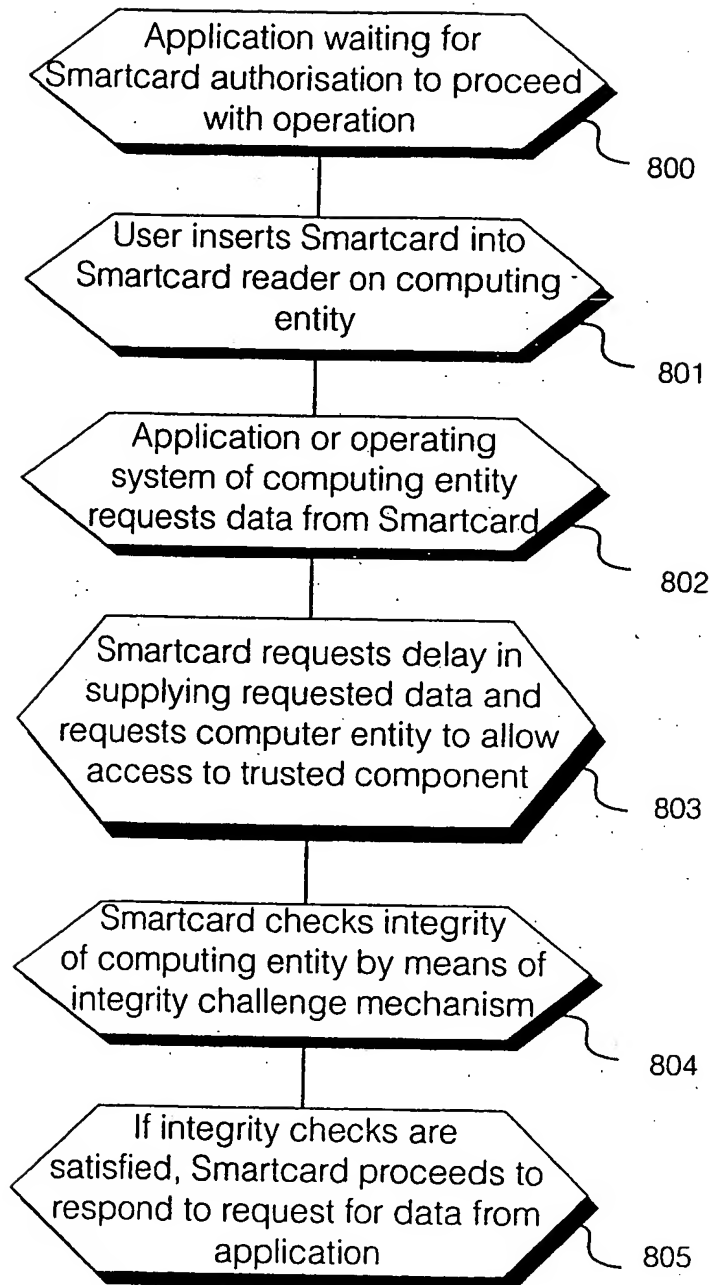 Application waiting for
Smartcard authorisation to proceed
with operation
800
User inserts Smartcard into
Smartcard reader on computing
entity
801
Application or operating
system of computing entity
requests data from Smartcard
802
Smartcard requests delay in
supplying requested data and
requests computer entity to allow
access to trusted component
803
Smartcard checks integrity
of computing entity by means of
integrity challenge mechanism
804
If integrity checks are
satisfied, Smartcard proceeds to
respond to request for data from
application
805